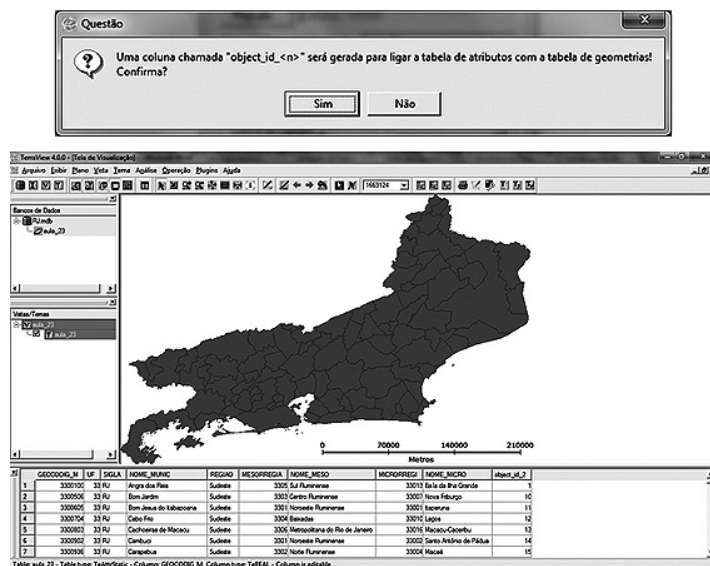 Questão
Uma coluna chamada "object_id_<n>" será gerada para ligar a tabela de atributos com a tabela de geometrias!
Confirma?
Sim Não
TerraView 4.0.0 - [Tela de Visualização]
Arquivo Exibir Plano Vista Tema Análise Operação Plugins Ajuda
1663124
Bancos de Dados
RJ.mdb
aula_23
Vistas/Temas
aula_23
aula_23
0 70000 140000 210000
Metros
GEOCODIG_M UF SIGLA NOME_MUNIC REGIAO MESORREGIA NOME_MESO MICRORREGI NOME_MICRO object_id_2
1 3300100 33 RJ Angra dos Reis Sudeste 3305 Sul Fluminense 33013 Baía da Ilha Grande 1
2 3300506 33 RJ Bom Jardim Sudeste 3303 Centro Fluminense 33007 Nova Friburgo 10
3 3300605 33 RJ Bom Jesus do Itabapoana Sudeste 3301 Noroeste Fluminense 33001 Itaperuna 11
4 3300704 33 RJ Cabo Frio Sudeste 3304 Baixadas 33010 Lagos 12
5 3300803 33 RJ Cachoeiras de Macacu Sudeste 3306 Metropolitana do Rio de Janeiro 33016 Macacu-Caceribu 13
6 3300902 33 RJ Cambuci Sudeste 3301 Noroeste Fluminense 33002 Santo Antônio de Pádua 14
7 3300936 33 RJ Carapebus Sudeste 3302 Norte Fluminense 33004 Macaé 15
Table: aula_23 - Table type: TeAttrStatic - Column: GEOCODIG_M Column type: TeREAL - Column is editable